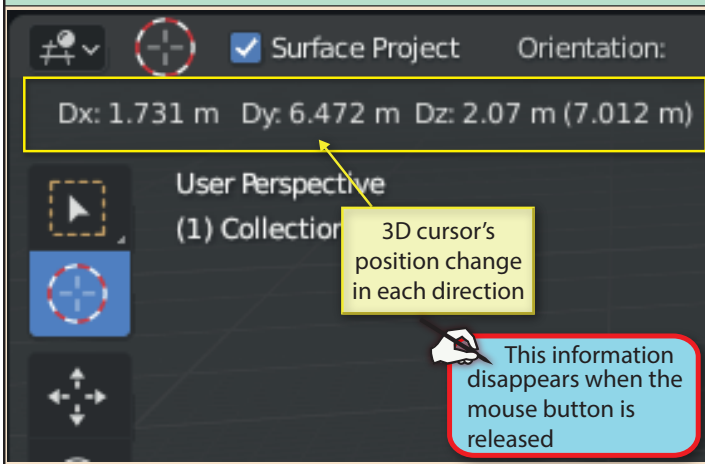 Surface Project Orientation:
Dx: 1.731 m Dy: 6.472 m Dz: 2.07 m (7.012 m)
User Perspective
(1) Collection
3D cursor's
position change
in each direction
This information
disappears when the
mouse button is
released